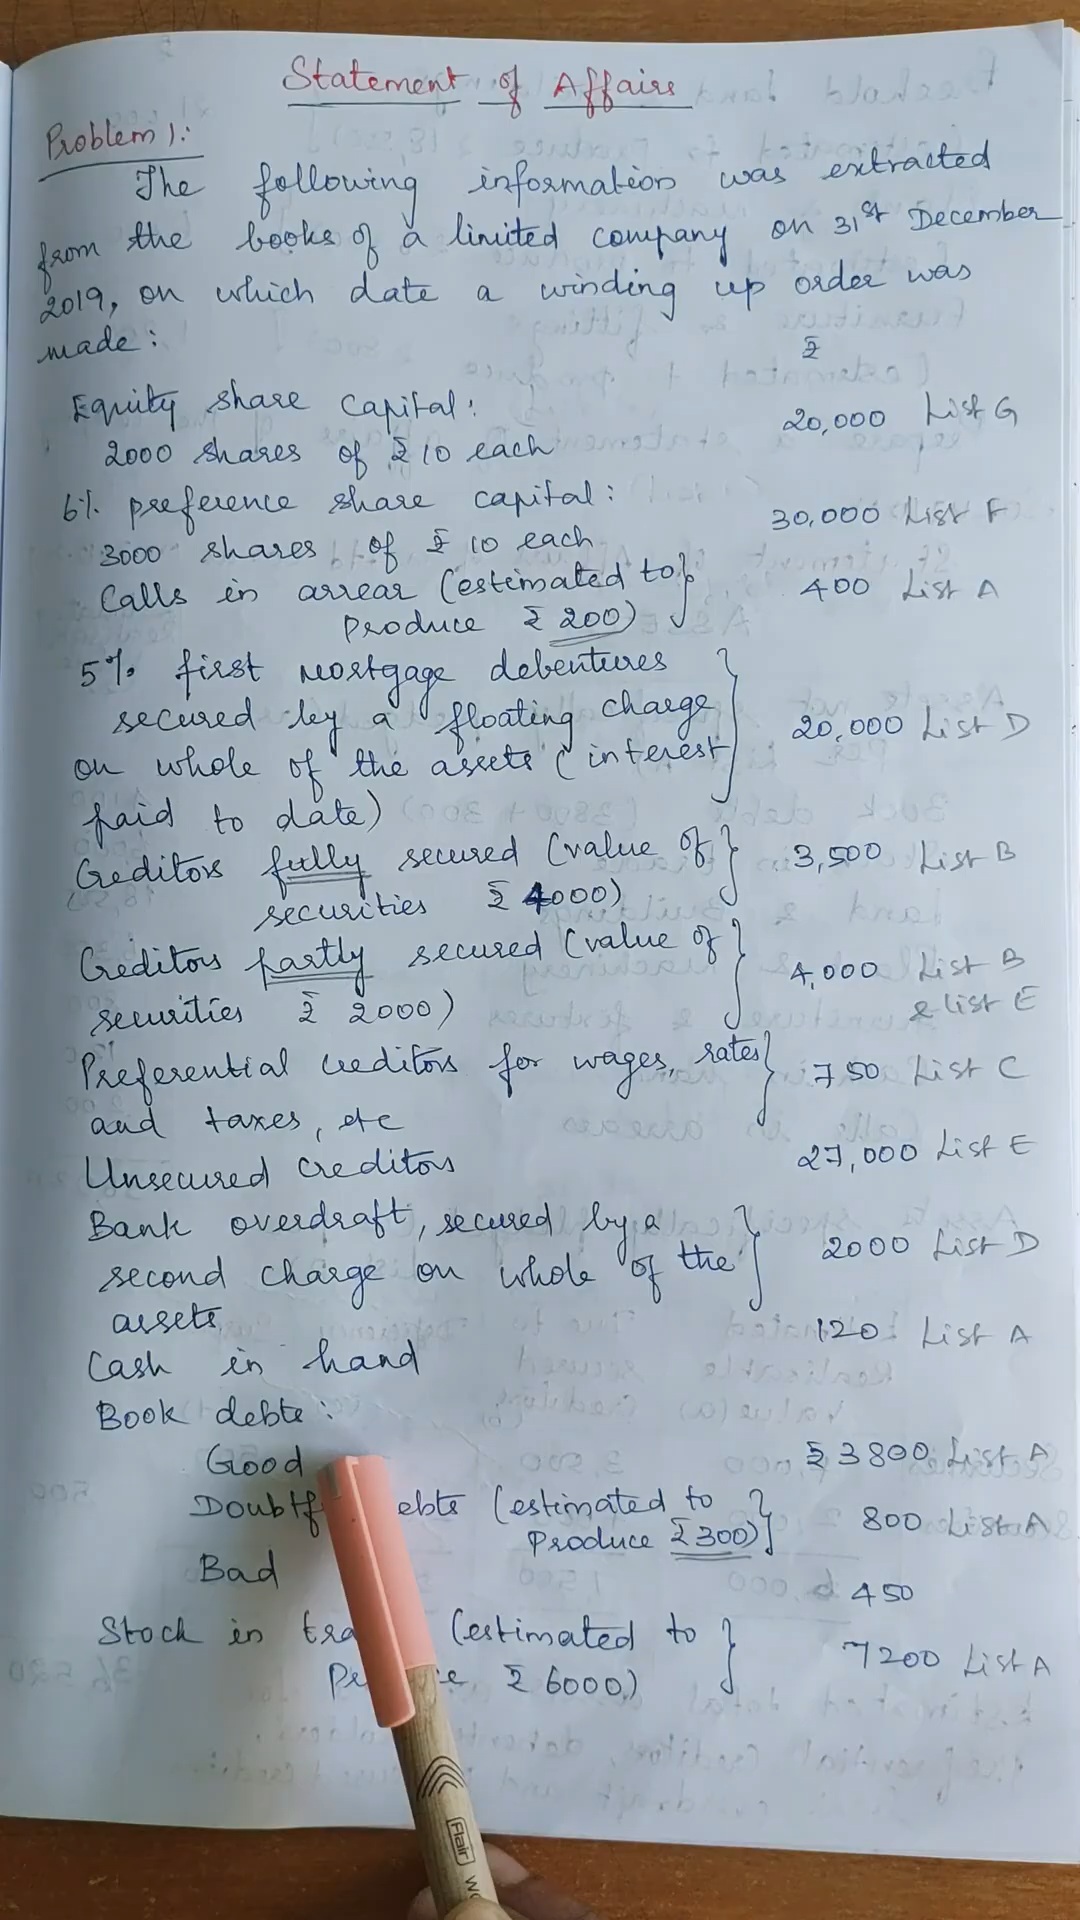 Statement of Affairs
Problem 1:
The following information was extracted
from the books of a limited company on 31st December
2019, on which date a winding up order was
made:
₹
Equity share capital:
2000 shares of ₹ 10 each 20,000 List G
6% preference share capital:
3000 shares of ₹ 10 each 30,000 List F
Calls in arrear (estimated to
Produce ₹ 200) 400 List A
5% first mortgage debentures
secured by a floating charge
on whole of the assets (interest 20,000 List D
paid to date)
Creditors fully secured (value of 3,500 List B
securities ₹ 4000)
Creditors partly secured (value of 4,000 List B
securities ₹ 2000) & List E
Preferential creditors for wages, rates 750 List C
and taxes, etc
Unsecured creditors 27,000 List E
Bank overdraft, secured by a
second charge on whole of the 2000 List D
assets
Cash in hand 120 List A
Book debts:
Good ₹ 3800 List A
Doubtf ebts (estimated to 800 List A
Produce ₹ 300)
Bad 450
Stock in tra (estimated to 7200 List A
₹ 6000)
Flair